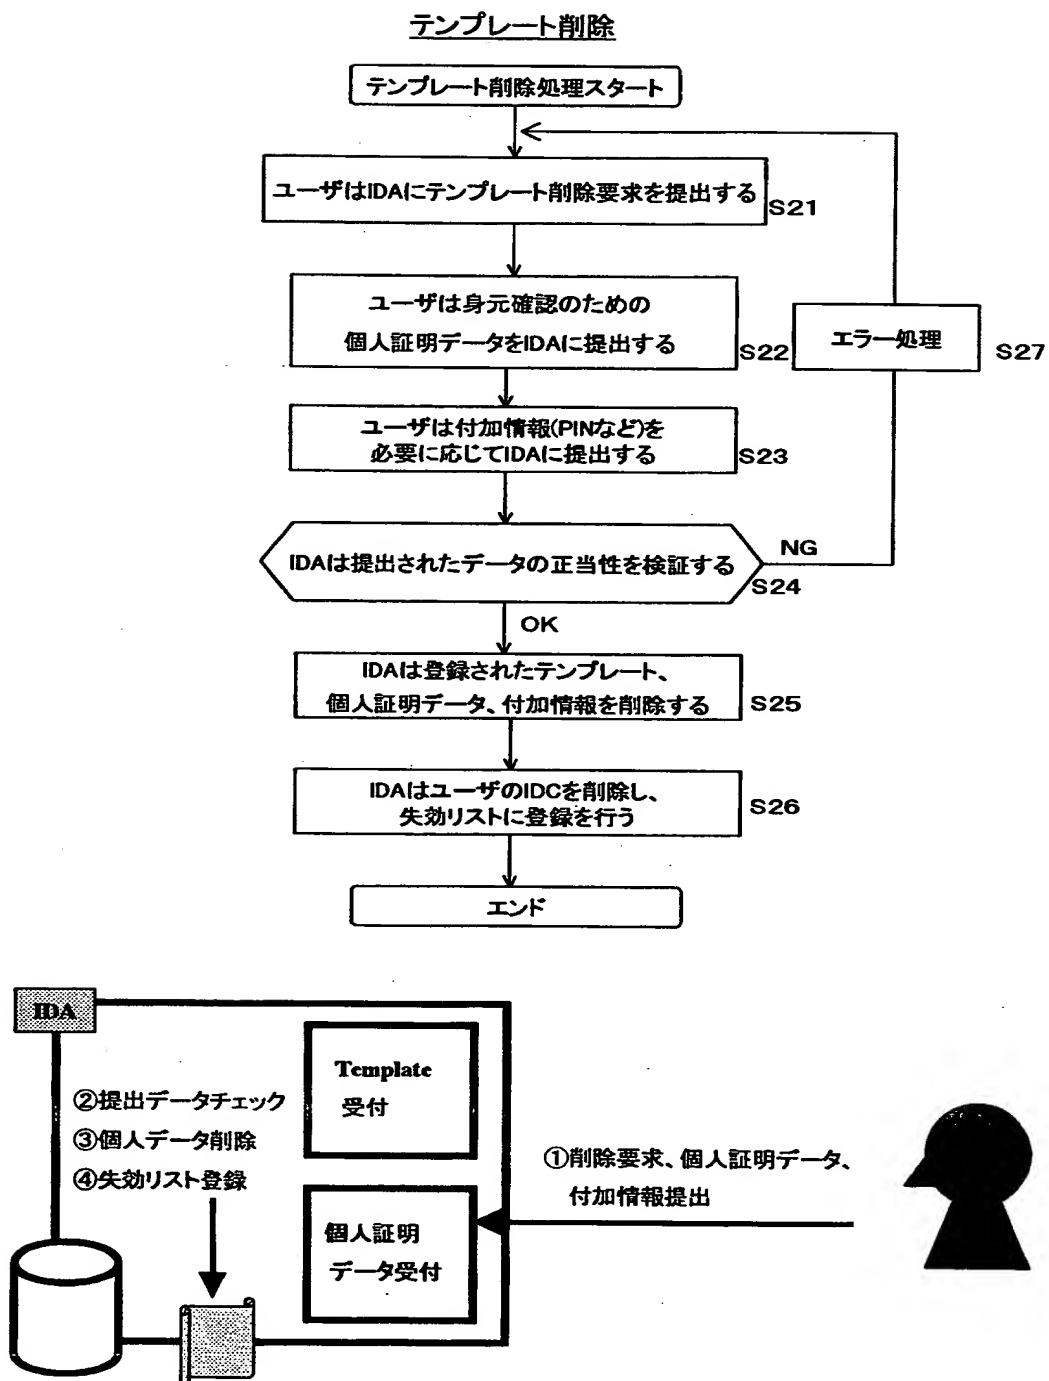 テンプレート削除
テンプレート削除処理スタート
ユーザはIDAにテンプレート削除要求を提出する
S21
ユーザは身元確認のための
個人証明データをIDAに提出する
S22
エラー処理
S27
ユーザは付加情報(PINなど)を
必要に応じてIDAに提出する
S23
IDAは提出されたデータの正当性を検証する
NG
S24
OK
IDAは登録されたテンプレート、
個人証明データ、付加情報を削除する
S25
IDAはユーザのIDCを削除し、
失効リストに登録を行う
S26
エンド
IDA
Template
受付
②提出データチェック
③個人データ削除
④失効リスト登録
①削除要求、個人証明データ、
付加情報提出
個人証明
データ受付